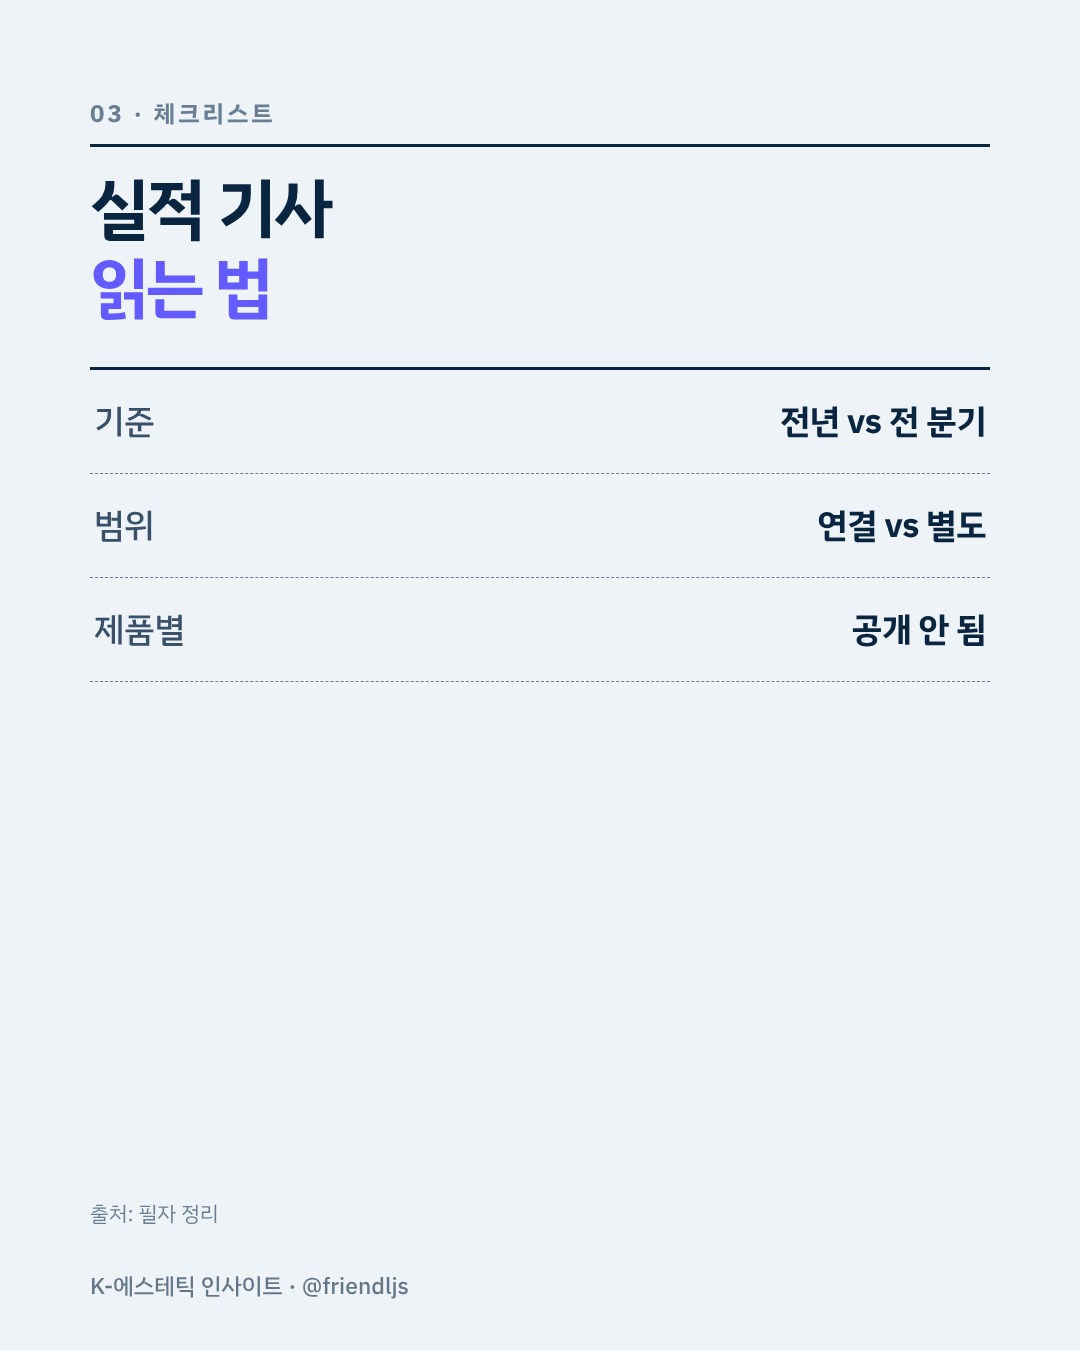 03 · 체크리스트
실적 기사
읽는 법
기준 전년 vs 전 분기
범위 연결 vs 별도
제품별 공개 안 됨
출처: 필자 정리
K-에스테틱 인사이트 · @friendljs